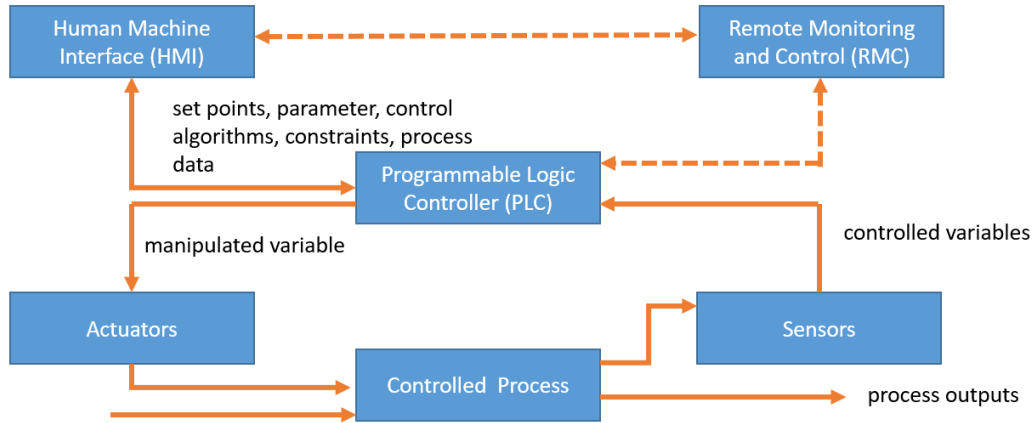 Human Machine
Interface (HMI)
Remote Monitoring
and Control (RMC)
set points, parameter, control
algorithms, constraints, process
data
Programmable Logic
Controller (PLC)
manipulated variable
controlled variables
Actuators
Sensors
Controlled Process
process outputs